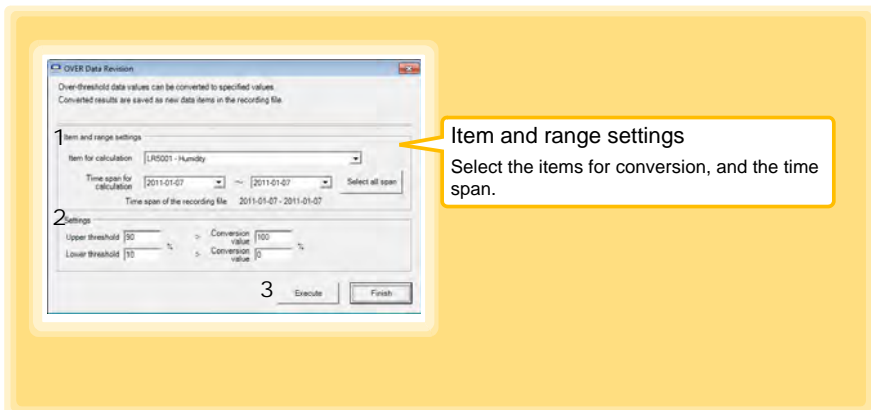 OVER Data Revision
Over-threshold data values can be converted to specified values.
Converted results are saved as new data items in the recording file.
1
Item and range settings
Item for calculation LR5001 - Humidity
Time span for calculation 2011-01-07 ~ 2011-01-07 Select all span
Time span of the recording file 2011-01-07 - 2011-01-07
2
Settings
Upper threshold 90 % > Conversion value 100 %
Lower threshold 10 > Conversion value 0
3 Execute Finish
Item and range settings
Select the items for conversion, and the time
span.